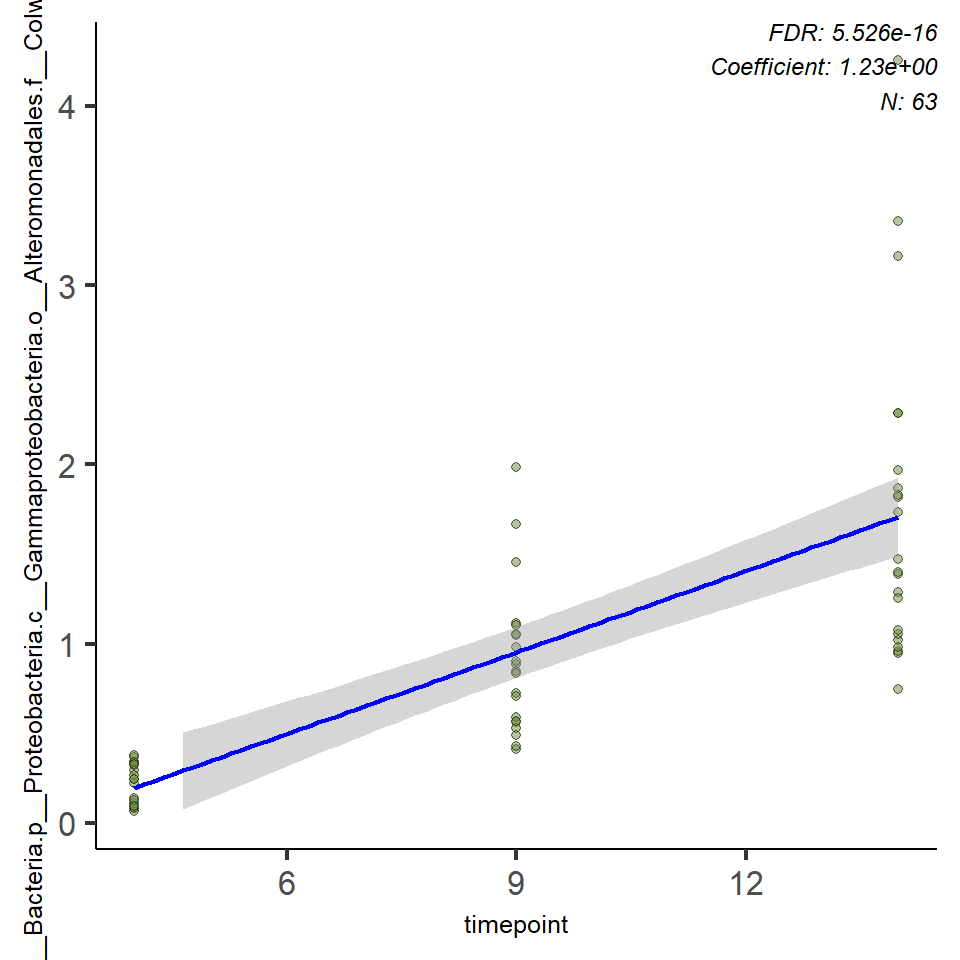 FDR: 5.526e-16
Coefficient: 1.23e+00
N: 63
__Bacteria.p__Proteobacteria.c__Gammaproteobacteria.o__Alteromonadales.f__Colw
4
3
2
1
0
6 9 12
timepoint